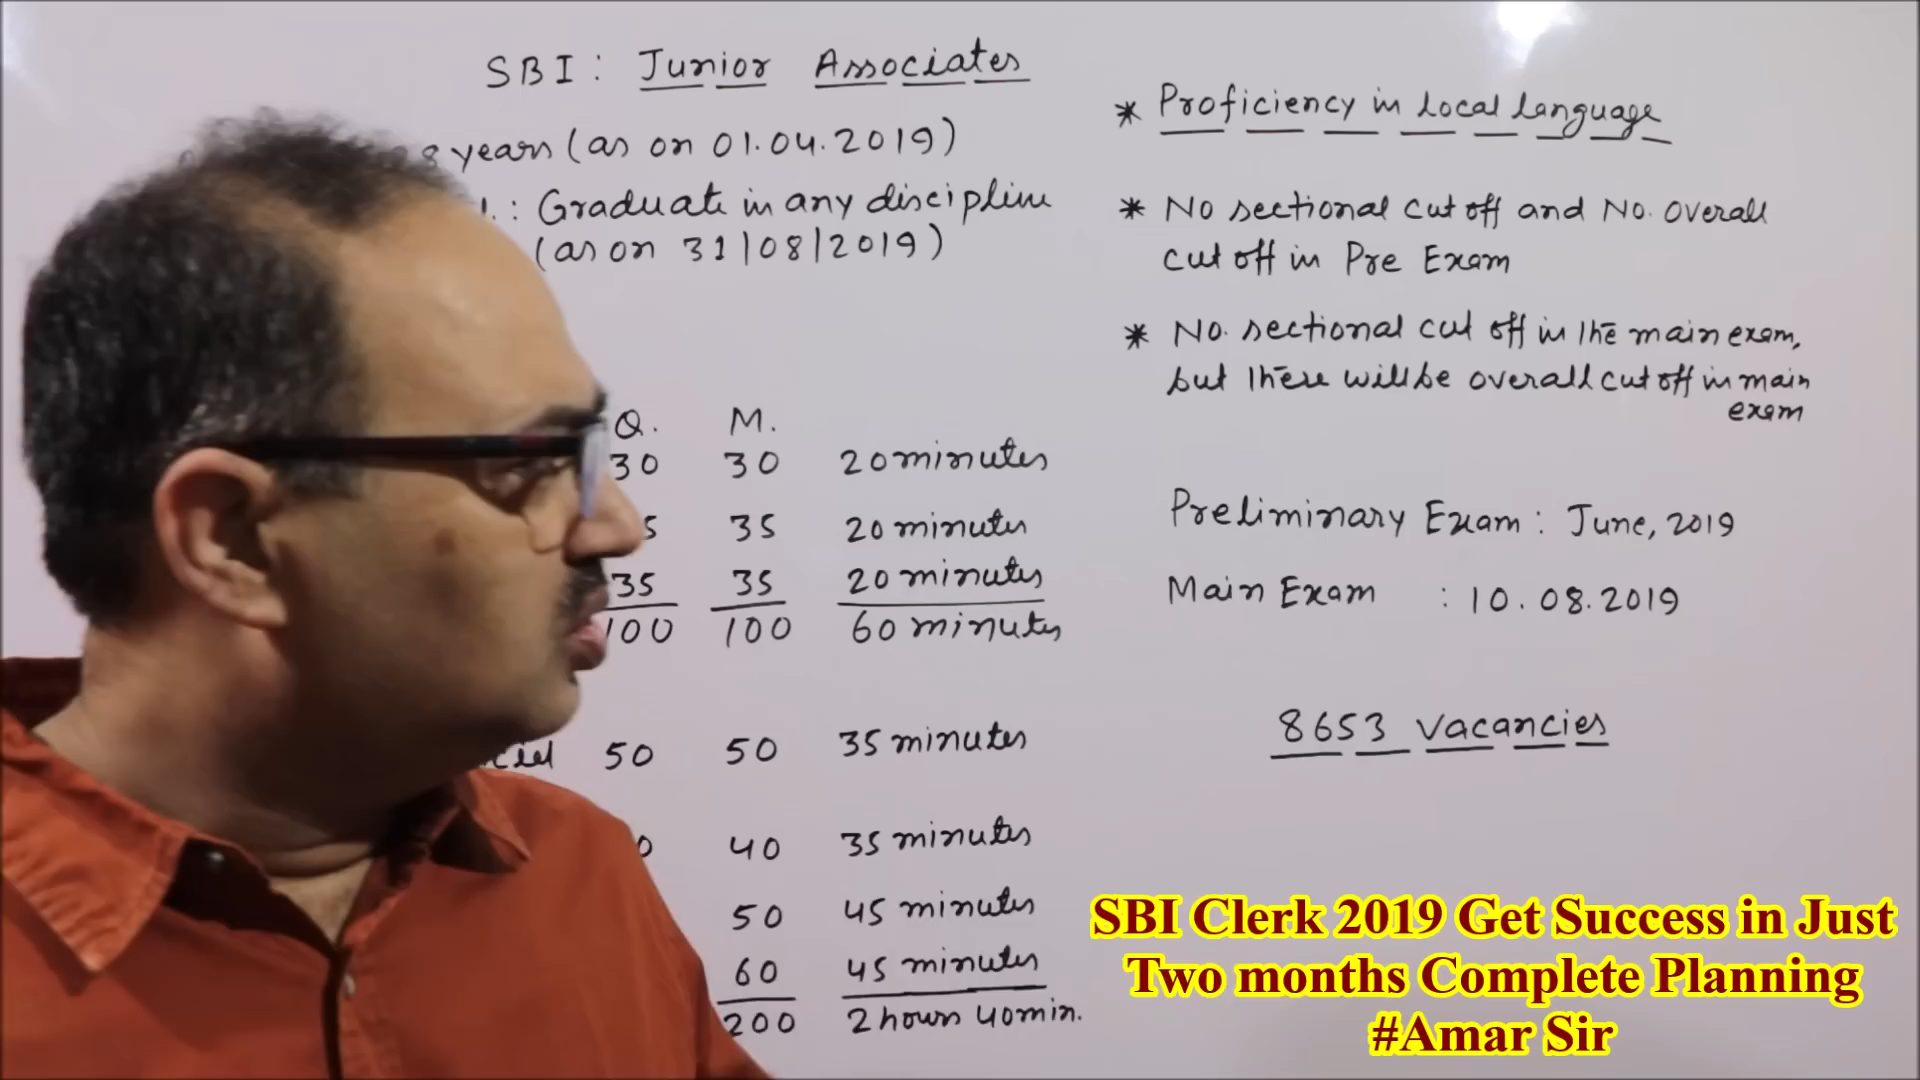 SBI: Junior Associates
years (as on 01.04.2019)
: Graduate in any discipline
(as on 31/08/2019)
Q. M.
30 30 20 minutes
5 35 20 minutes
35 35 20 minutes
100 100 60 minutes
50 50 35 minutes
0 40 35 minutes
50 45 minutes
60 45 minutes
200 2 hours 40 min.
* Proficiency in local language
* No sectional cut off and No. overall
cut off in Pre Exam
* No. sectional cut off in the main exam,
but there will be overall cut off in main
exam
Preliminary Exam : June, 2019
Main Exam : 10.08.2019
8653 vacancies
SBI Clerk 2019 Get Success in Just
Two months Complete Planning
#Amar Sir